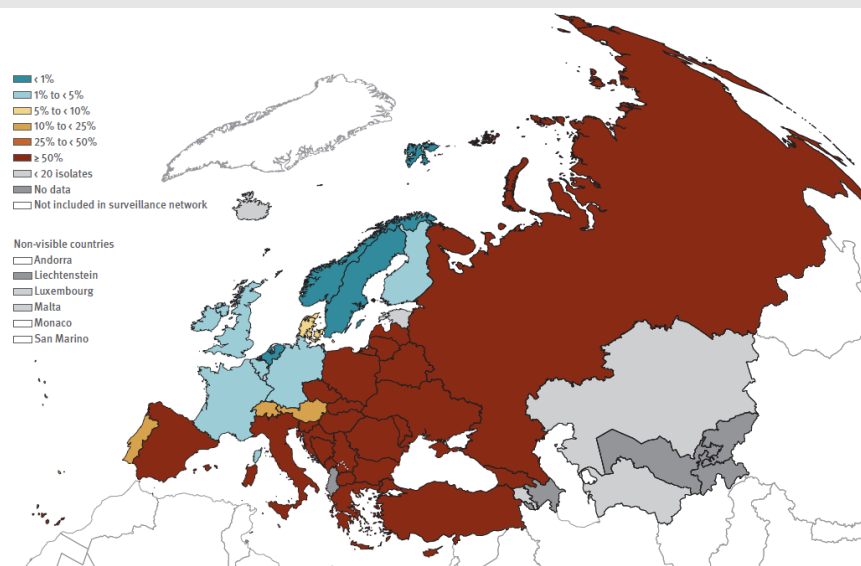 < 1%
1% to < 5%
5% to < 10%
10% to < 25%
25% to < 50%
≥ 50%
< 20 isolates
No data
Not included in surveillance network
Non-visible countries
Andorra
Liechtenstein
Luxembourg
Malta
Monaco
San Marino